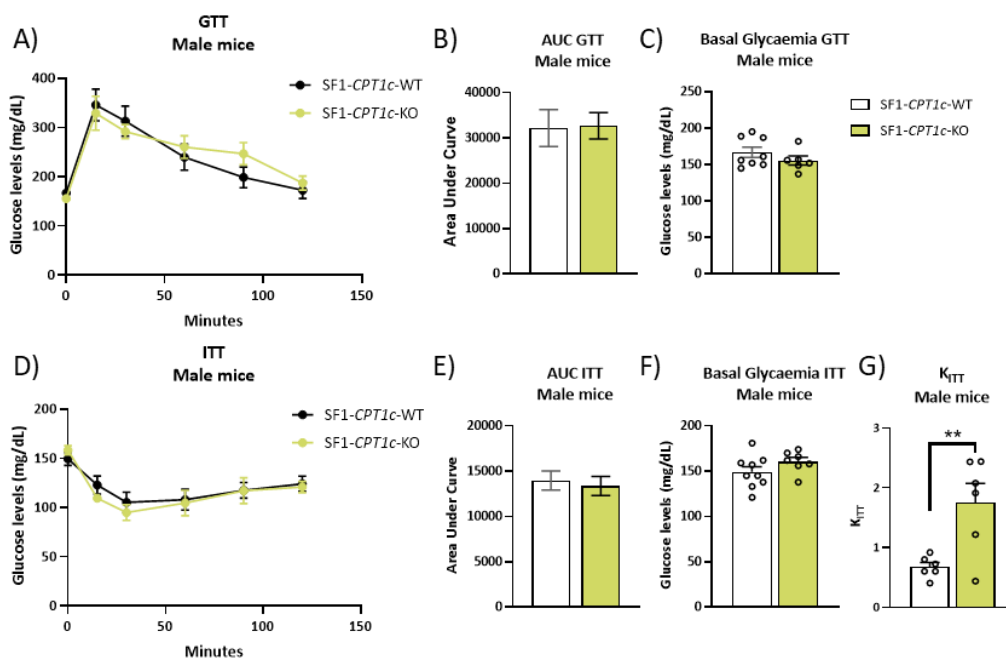 A)
GTT
Male mice
Glucose levels (mg/dL)
400
300
200
100
0
0
50
100
150
Minutes
SF1-CPT1c-WT
SF1-CPT1c-KO
B)
AUC GTT
Male mice
Area Under Curve
40000
30000
20000
10000
0
C)
Basal Glycaemia GTT
Male mice
Glucose levels (mg/dL)
200
150
100
50
0
SF1-CPT1c-WT
SF1-CPT1c-KO
D)
ITT
Male mice
Glucose levels (mg/dL)
200
150
100
50
0
0
50
100
150
Minutes
SF1-CPT1c-WT
SF1-CPT1c-KO
E)
AUC ITT
Male mice
Area Under Curve
20000
15000
10000
5000
0
F)
Basal Glycaemia ITT
Male mice
Glucose levels (mg/dL)
200
150
100
50
0
G)
KITT
Male mice
KITT
3
2
1
0
**